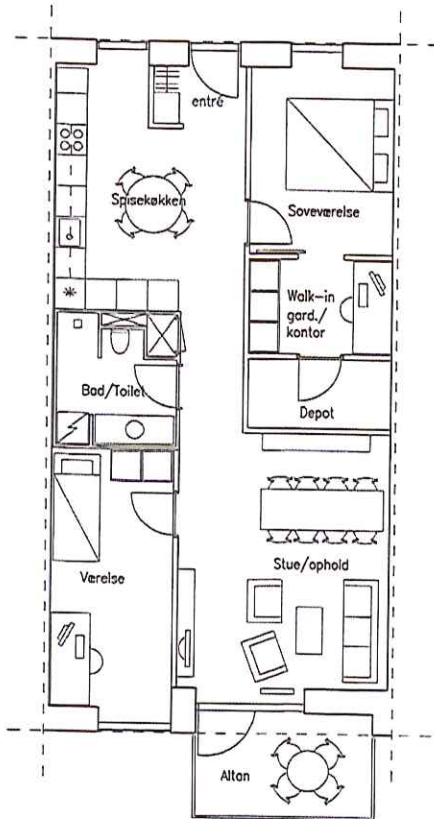 entré
Spisekøkken
Soveværelse
Walk-in
gard./
kontor
Bad/Toilet
Depot
Stue/ophold
Værelse
Altan